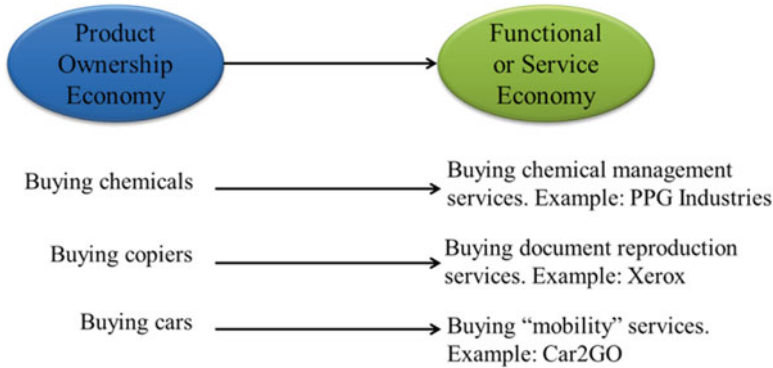 Product
Ownership
Economy
Functional
or Service
Economy
Buying chemicals
Buying chemical management
services. Example: PPG Industries
Buying copiers
Buying document reproduction
services. Example: Xerox
Buying cars
Buying “mobility” services.
Example: Car2GO